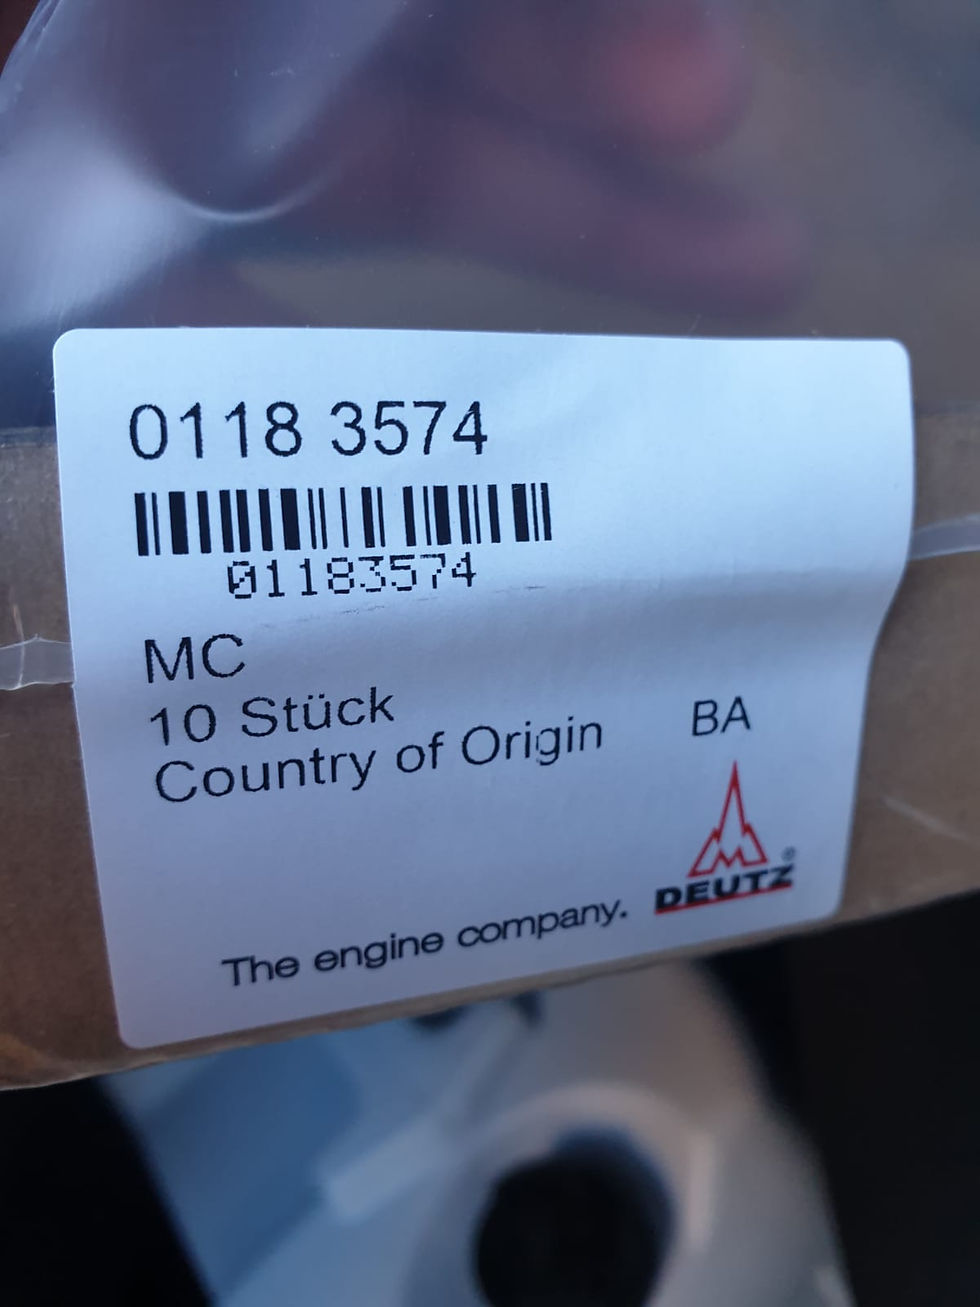 0118 3574
01183574
MC
10 Stück
Country of Origin BA
DEUTZ®
The engine company.